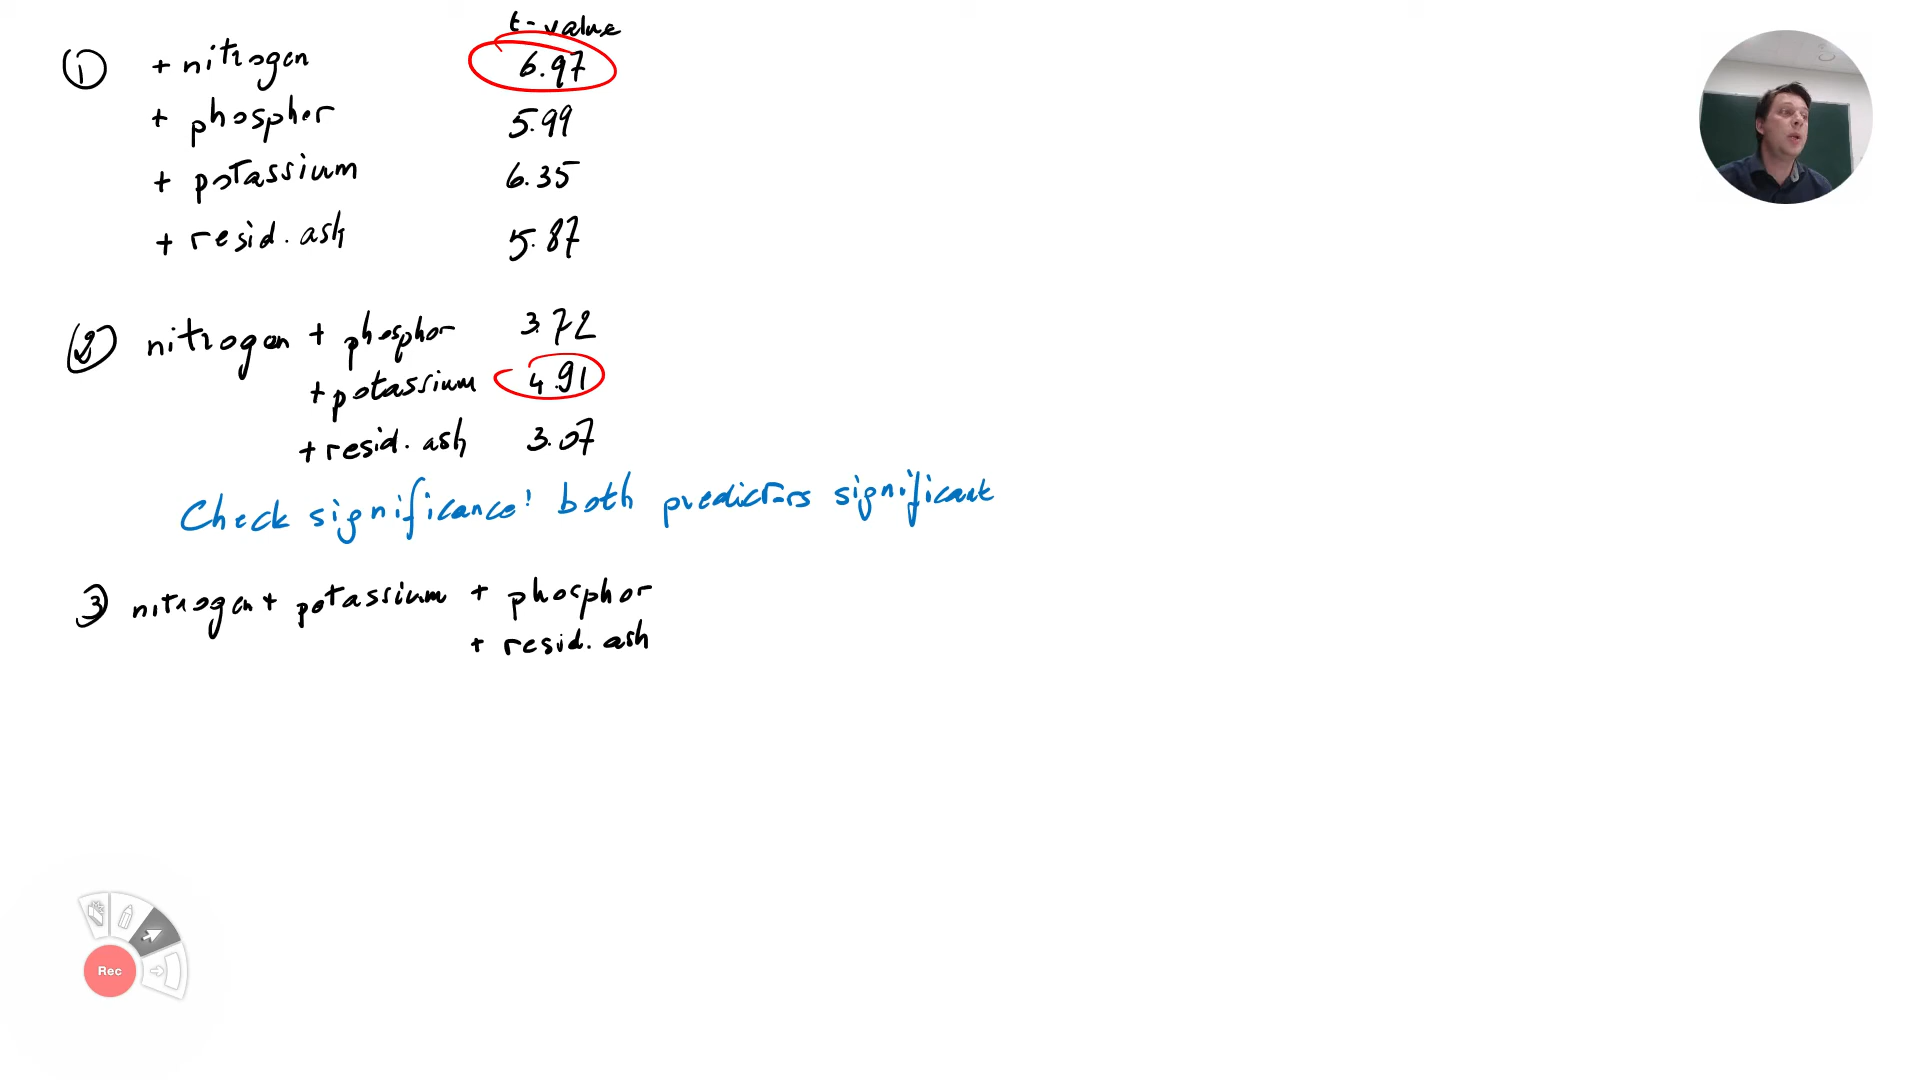 t-value
① + nitrogen 6.97
+ phosphor 5.99
+ potassium 6.35
+ resid. ash 5.87
② nitrogen + phosphor 3.72
+ potassium 4.91
+ resid. ash 3.07
Check significance! both predictors significant
③ nitrogen + potassium + phosphor
+ resid. ash
Rec